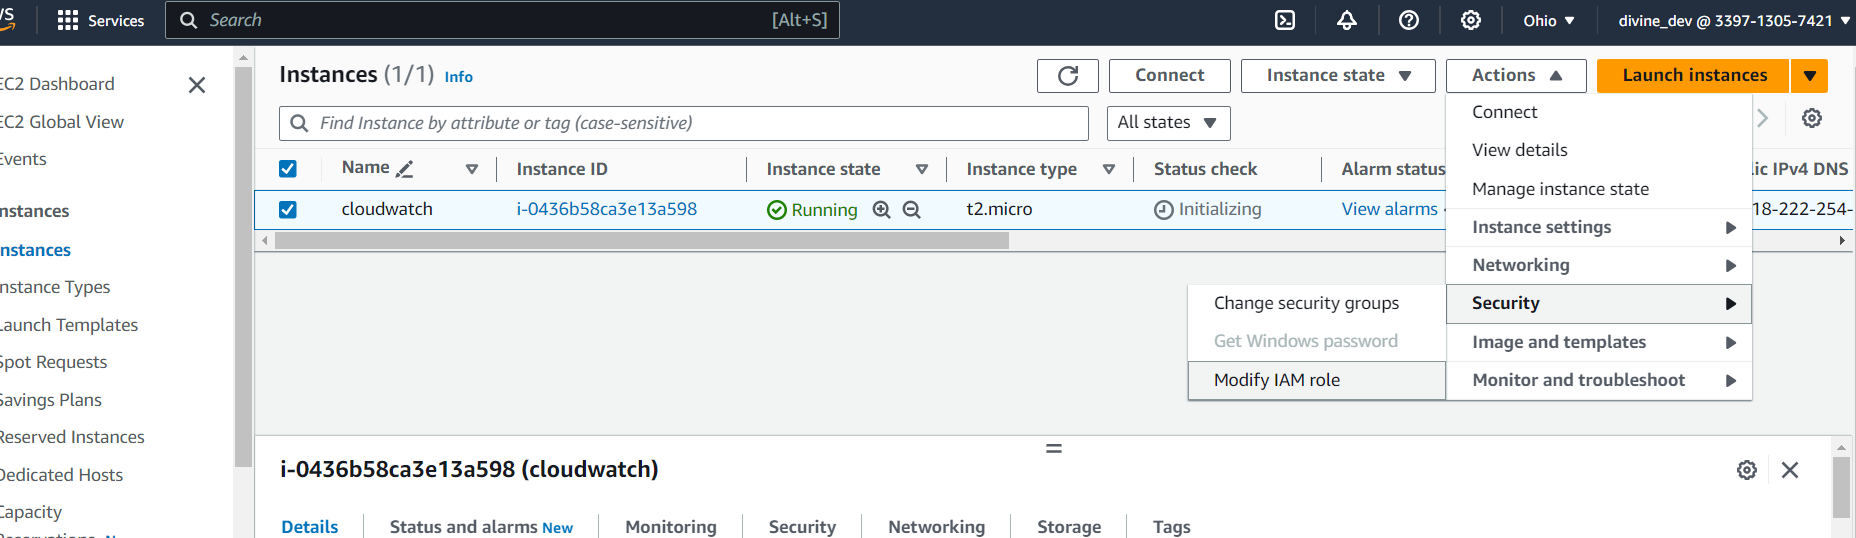 Services
Search
[Alt+S]
Ohio
divine_dev @ 3397-1305-7421
EC2 Dashboard
EC2 Global View
Events
Instances
Instances
Instance Types
Launch Templates
Spot Requests
Savings Plans
Reserved Instances
Dedicated Hosts
Capacity
Instances (1/1) Info
Connect
Instance state
Actions
Launch instances
Find Instance by attribute or tag (case-sensitive)
All states
Name
Instance ID
Instance state
Instance type
Status check
Alarm status
lic IPv4 DNS
cloudwatch
i-0436b58ca3e13a598
Running
t2.micro
Initializing
View alarms
18-222-254-
Connect
View details
Manage instance state
Instance settings
Networking
Security
Image and templates
Monitor and troubleshoot
Change security groups
Get Windows password
Modify IAM role
i-0436b58ca3e13a598 (cloudwatch)
Details
Status and alarms New
Monitoring
Security
Networking
Storage
Tags